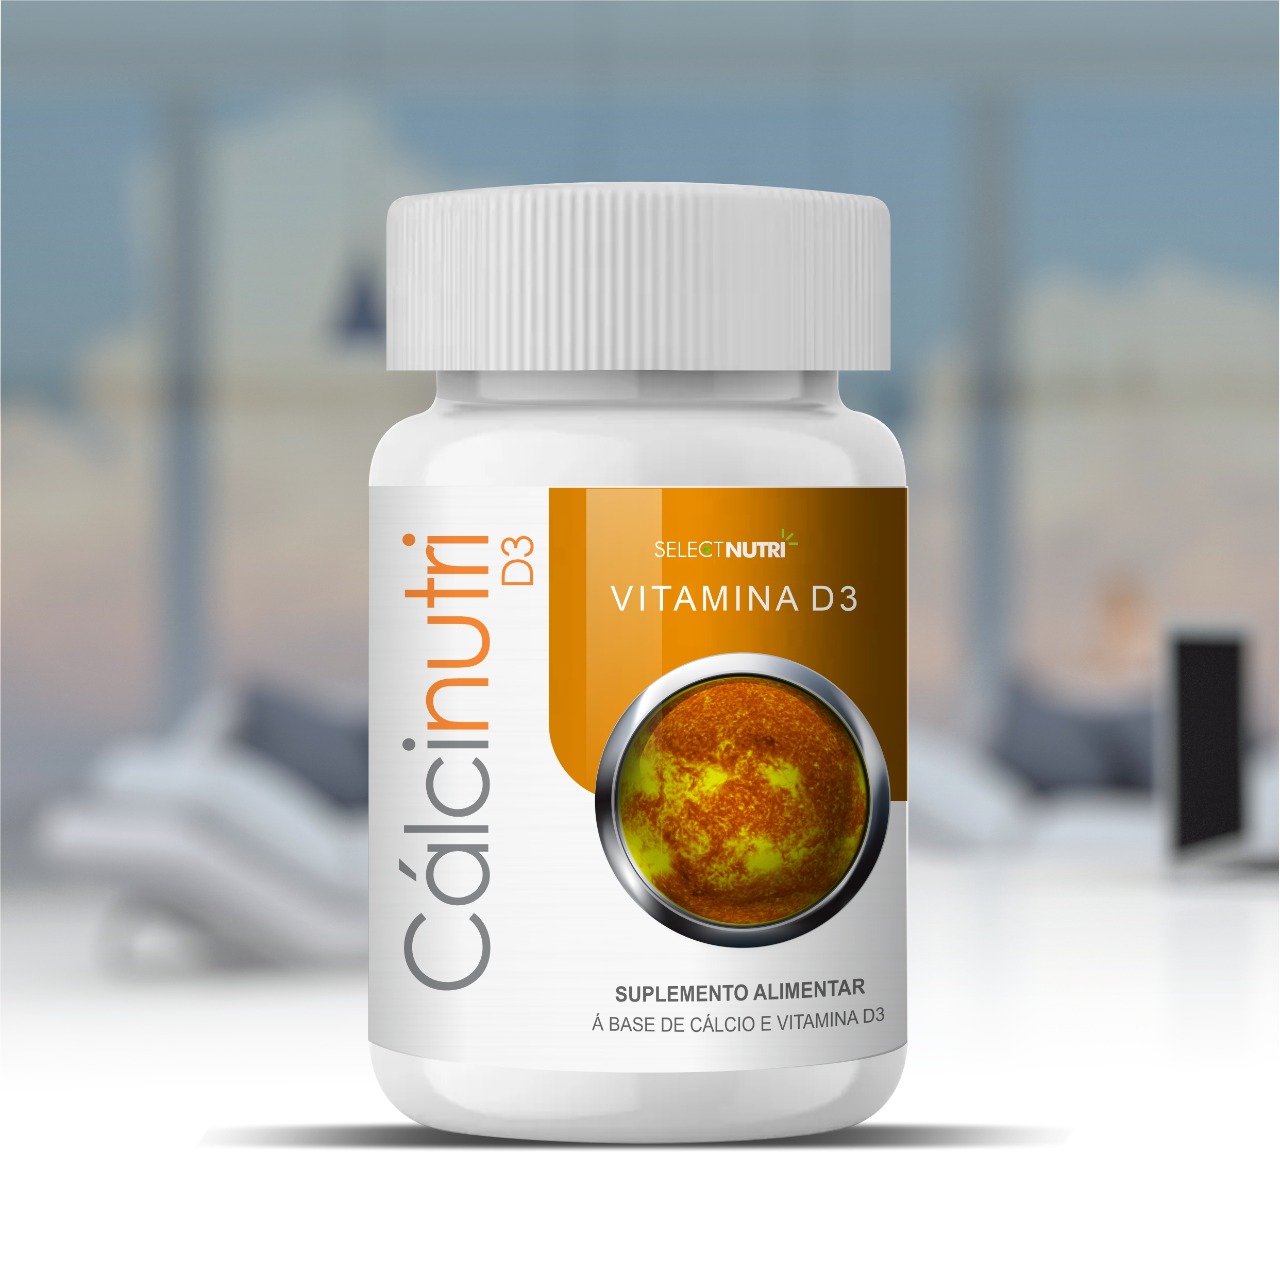 Cálcinutri
D3
SELECTNUTRI
VITAMINA D3
SUPLEMENTO ALIMENTAR
Á BASE DE CÁLCIO E VITAMINA D3